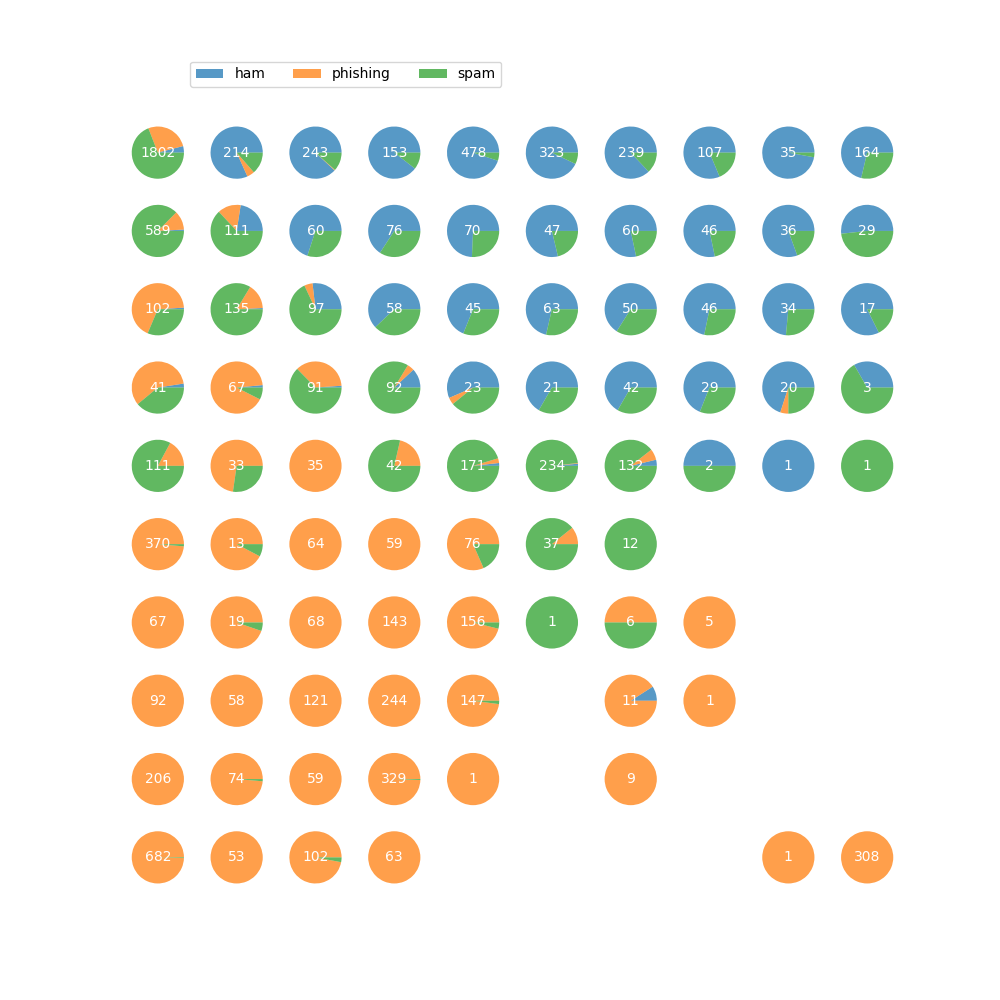 ham phishing spam
1802 214 243 153 478 323 239 107 35 164
589 111 60 76 70 47 60 46 36 29
102 135 97 58 45 63 50 46 34 17
41 67 91 92 23 21 42 29 20 3
111 33 35 42 171 234 132 2 1 1
370 13 64 59 76 37 12
67 19 68 143 156 1 6 5
92 58 121 244 147 11 1
206 74 59 329 1 9
682 53 102 63 1 308